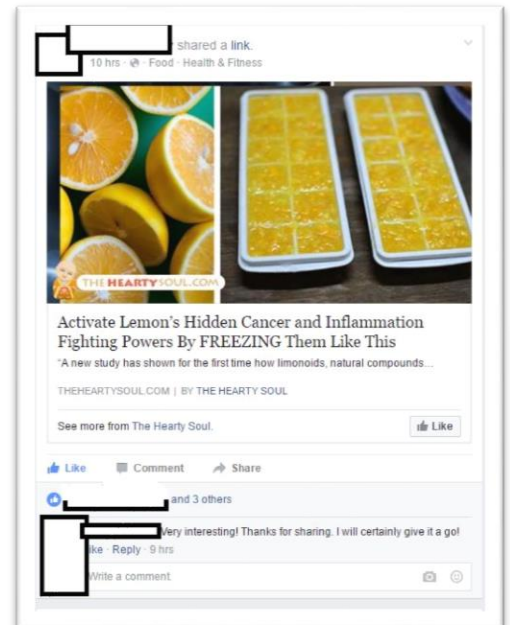 shared a link.
10 hrs · Food · Health & Fitness
THE HEARTYSOUL.COM
Activate Lemon's Hidden Cancer and Inflammation
Fighting Powers By FREEZING Them Like This
"A new study has shown for the first time how limonoids, natural compounds...
THEHEARTYSOUL.COM | BY THE HEARTY SOUL
See more from The Hearty Soul.
Like
Like Comment Share
and 3 others
Very interesting! Thanks for sharing. I will certainly give it a go!
ike · Reply · 9 hrs
Write a comment